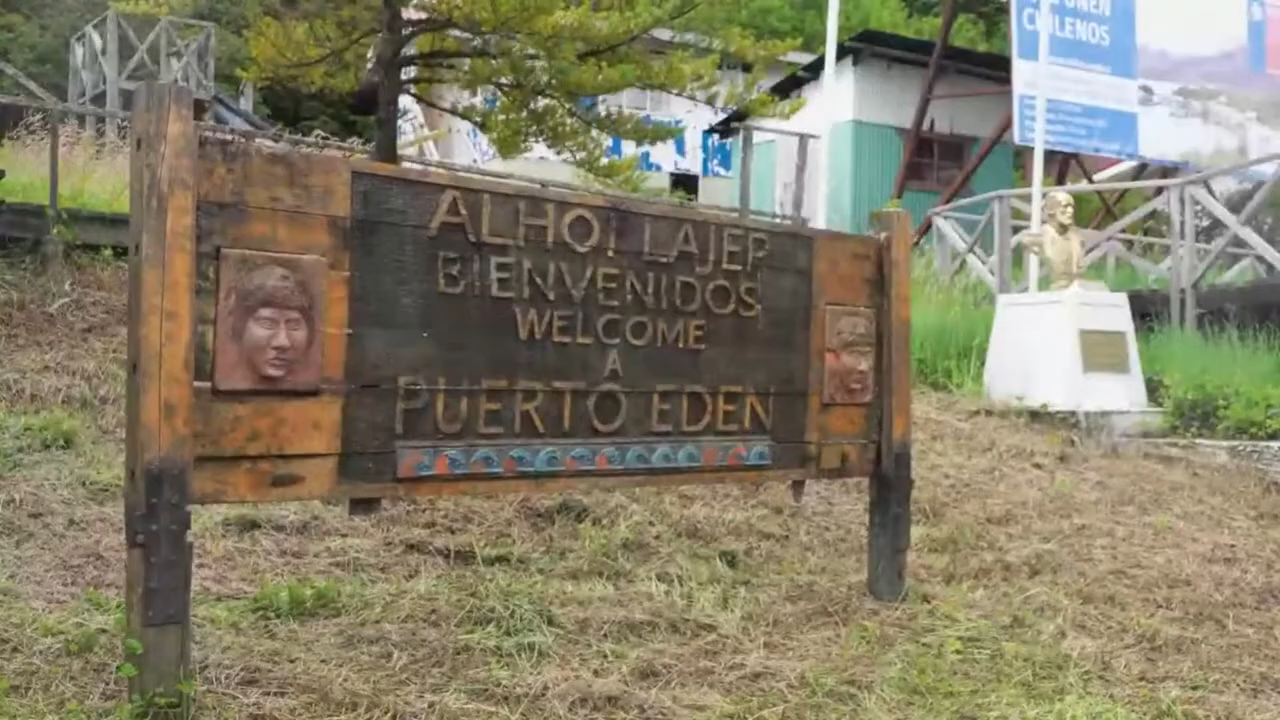 ALHOI LAJEP
BIENVENIDOS
WELCOME
A
PUERTO EDEN
CHILENOS